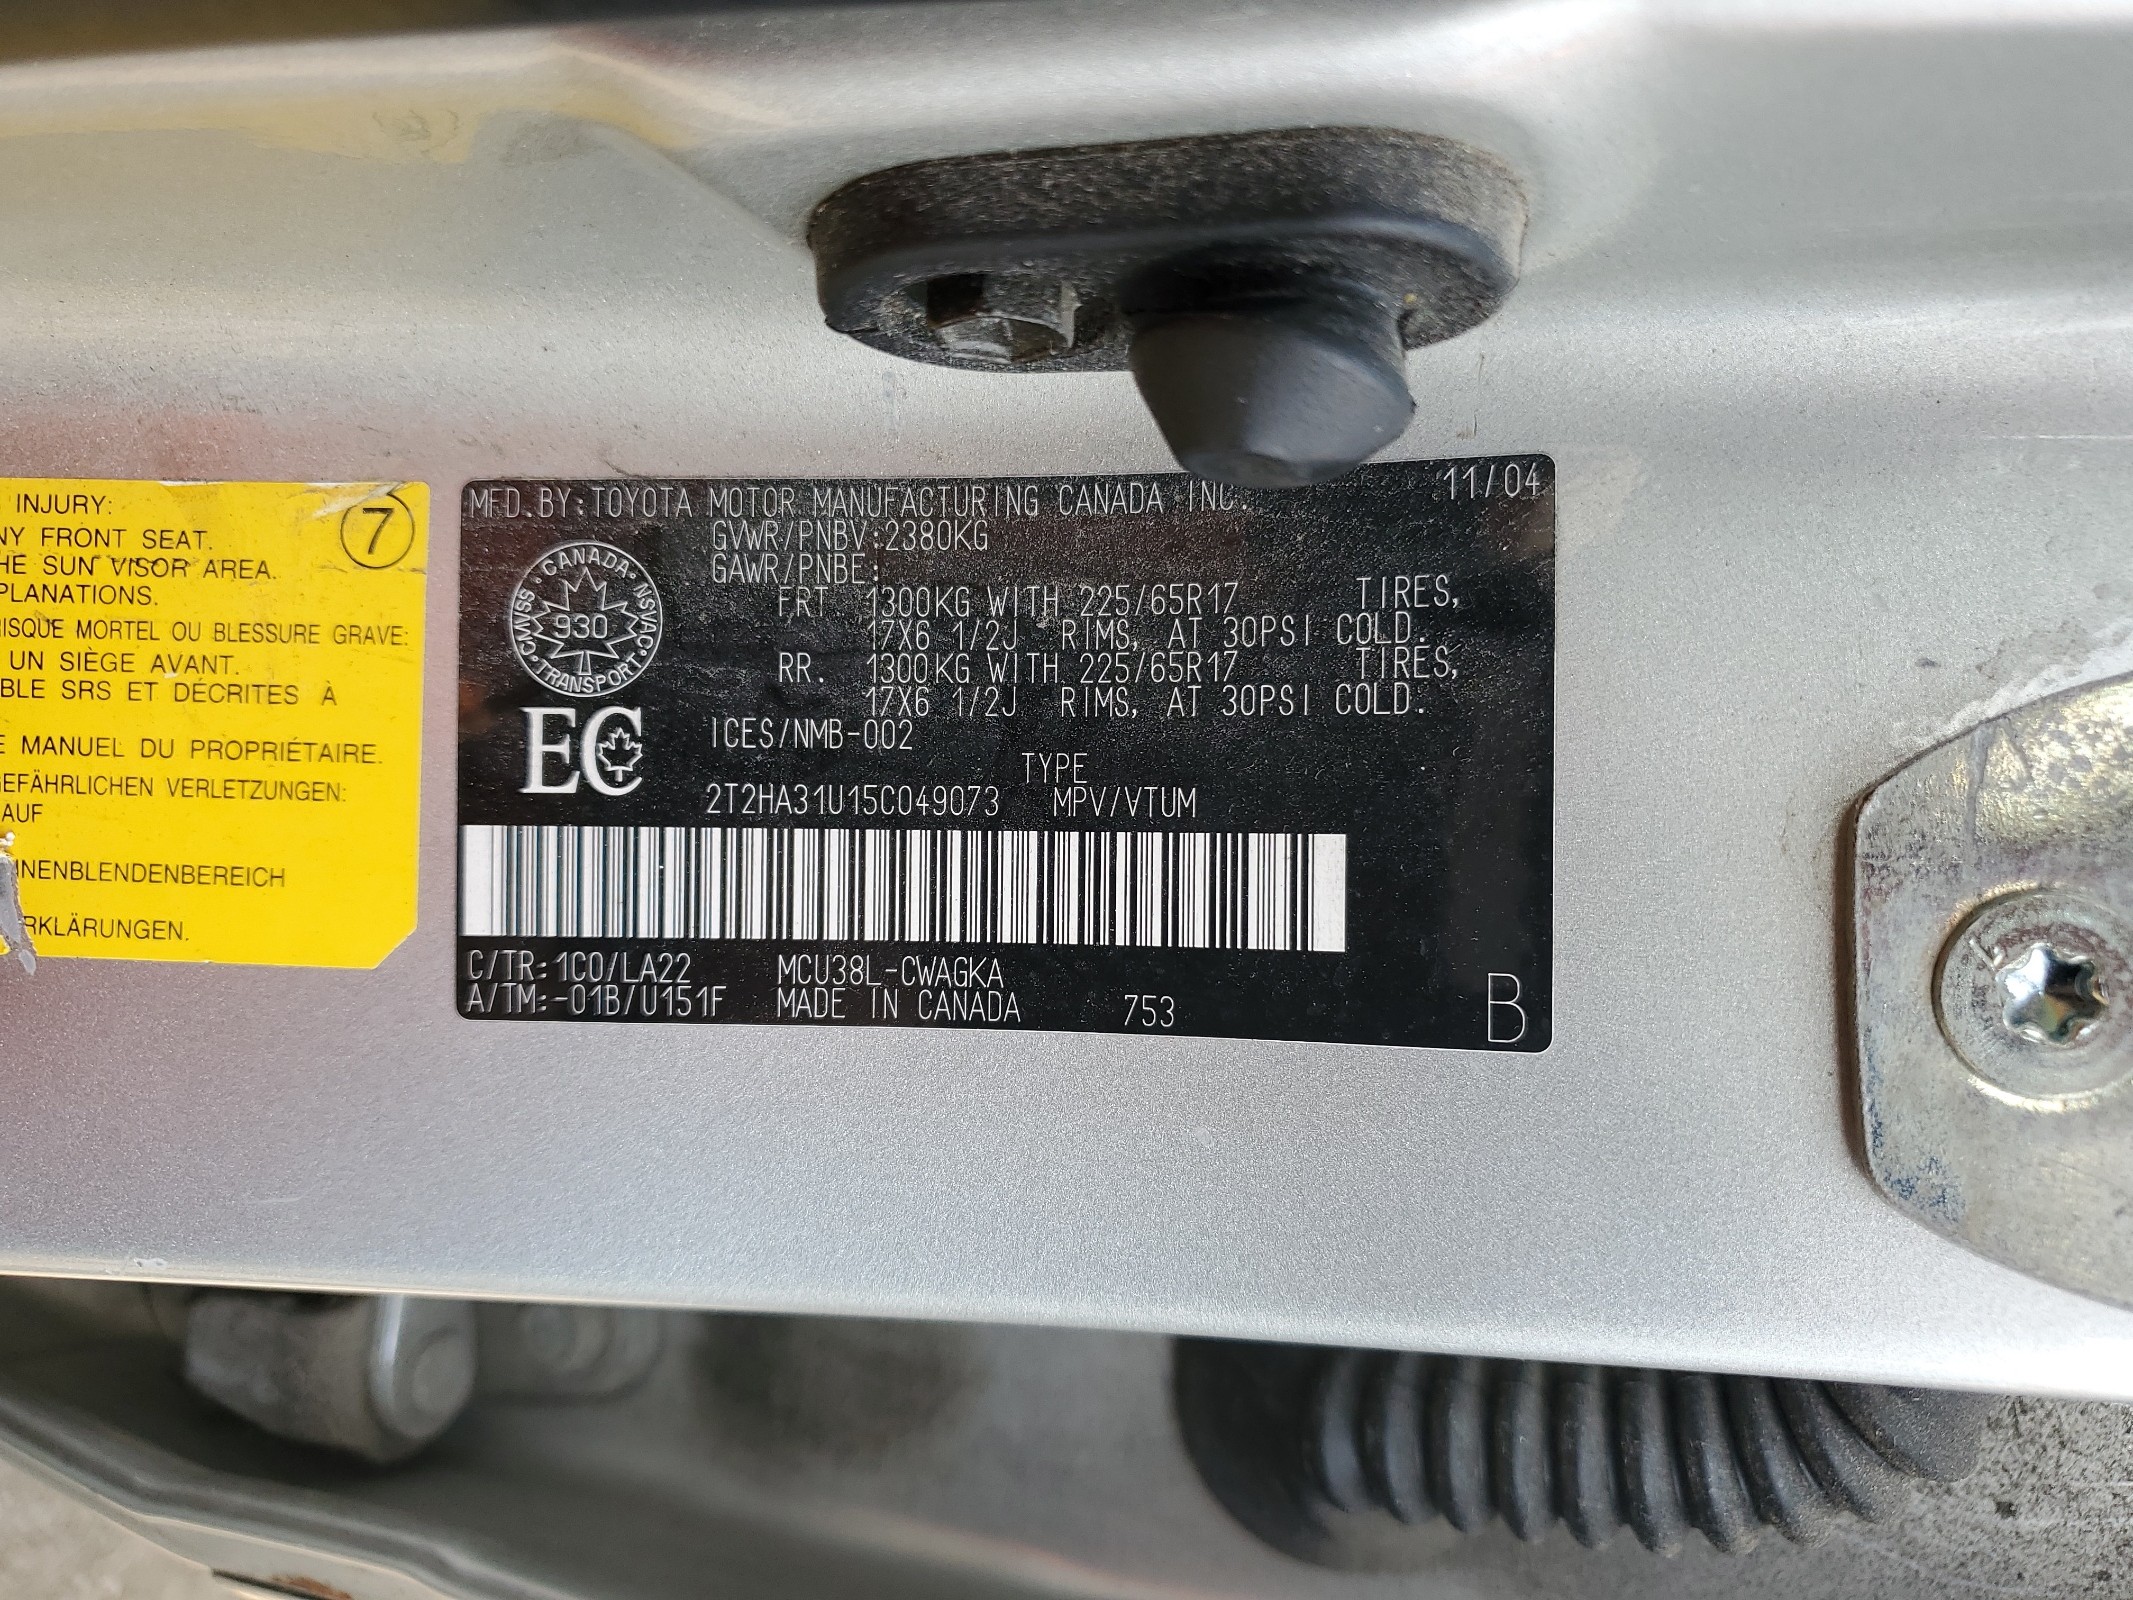 INJURY:
NY FRONT SEAT.
HE SUN VISOR AREA.
PLANATIONS.
RISQUE MORTEL OU BLESSURE GRAVE:
UN SIÈGE AVANT.
BLE SRS ET DÉCRITES À
E MANUEL DU PROPRIÉTAIRE.
GEFÄHRLICHEN VERLETZUNGEN:
AUF
NNENBLENDENBEREICH
RKLÄRUNGEN.
7
MFD.BY:TOYOTA MOTOR MANUFACTURING CANADA INC. 11/04
GVWR/PNBV:2380KG
GAWR/PNBE:
FRT 1300KG WITH 225/65R17 TIRES,
17X6 1/2J RIMS, AT 30PSI COLD.
RR. 1300KG WITH 225/65R17 TIRES,
17X6 1/2J RIMS, AT 30PSI COLD.
CANADA
930
TRANSPORT
CMVSS
NSVAC
EC
ICES/NMB-002
TYPE
2T2HA31U15C049073 MPV/VTUM
C/TR:1C0/LA22 MCU38L-CWAGKA
A/TM:-01B/U151F MADE IN CANADA 753
B